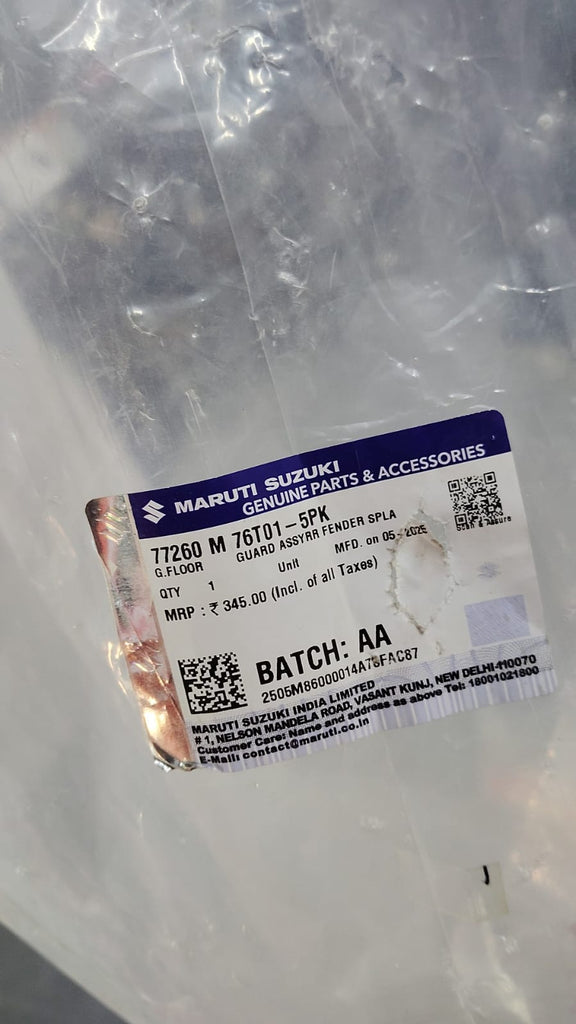 MARUTI SUZUKI
GENUINE PARTS & ACCESSORIES
77260 M 76T01-5PK
G.FLOOR GUARD ASSYRR FENDER SPLA
QTY 1 Unit MFD. on 05-2025
MRP : ₹ 345.00 (Incl. of all Taxes)
BATCH: AA
MARUTI SUZUKI INDIA LIMITED
# 1, NELSON MANDELA ROAD, VASANT KUNJ, NEW DELHI-110070
Customer Care: Name and address as above Tel: 18001021800
E-Mail: contact@maruti.co.in